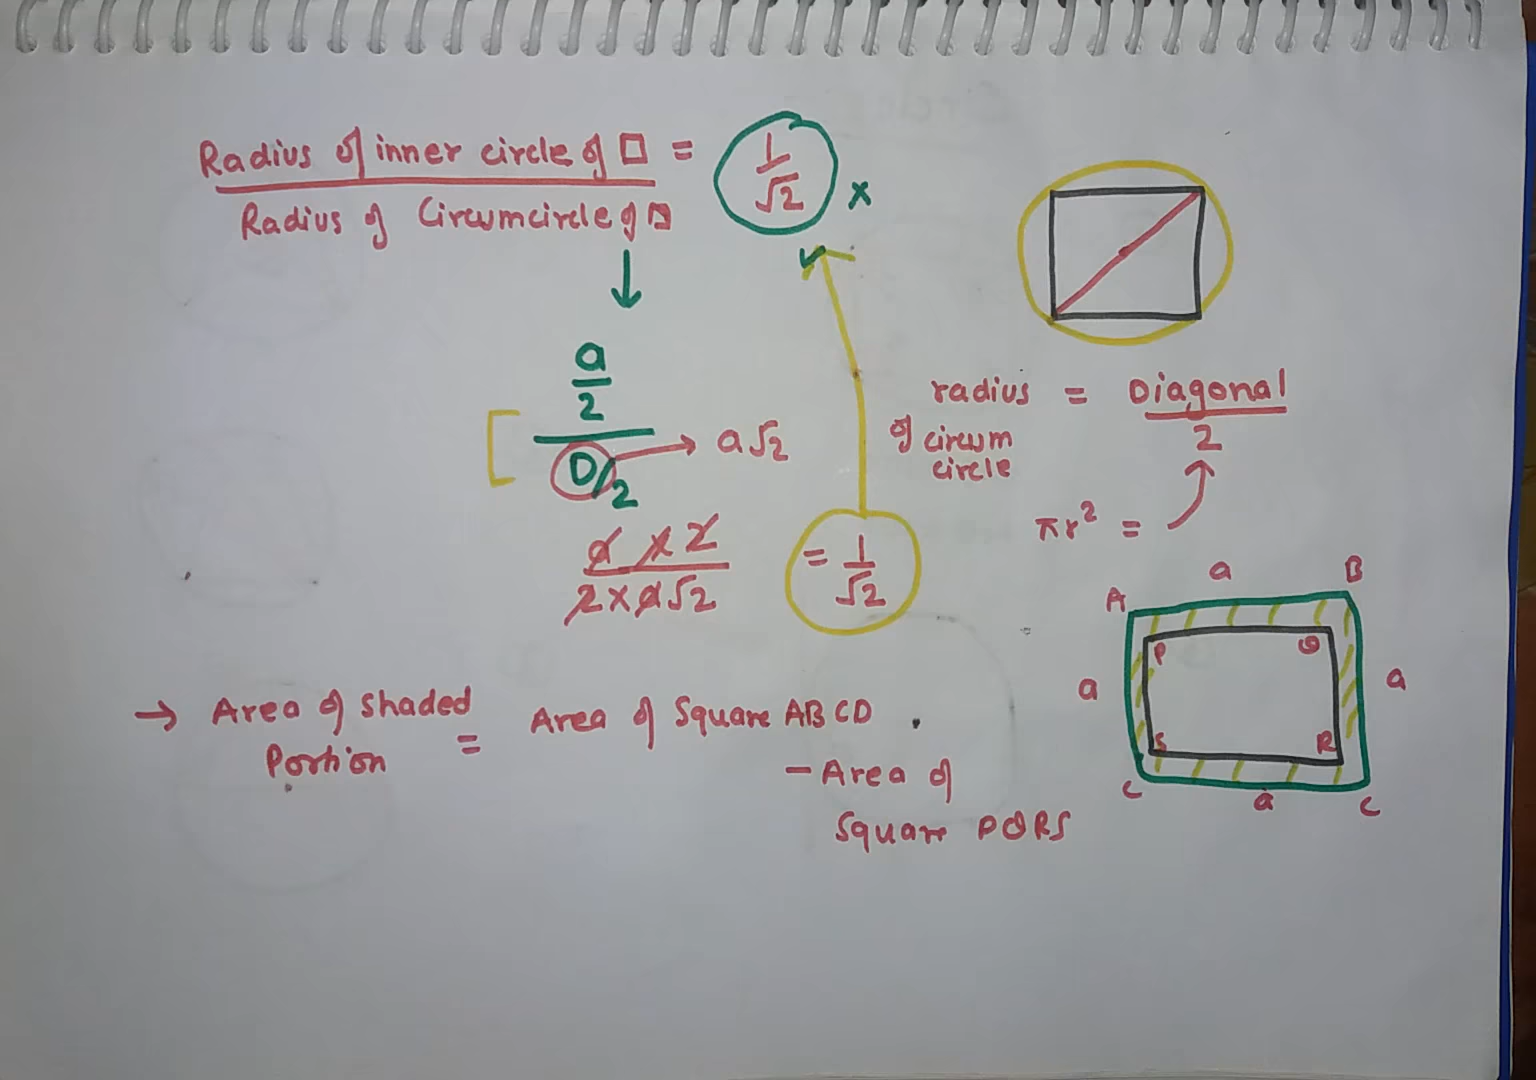 Radius of inner circle of □ = 1/√2 x
Radius of Circumcircle of □
a/2
D/2 → a√2
a x 2
2 x a√2
= 1/√2
radius = Diagonal/2
of circum
circle
πr² =
a
A B
P Q
a a
S R
C a C
→ Area of shaded
Portion = Area of Square ABCD .
- Area of
Square PQRS